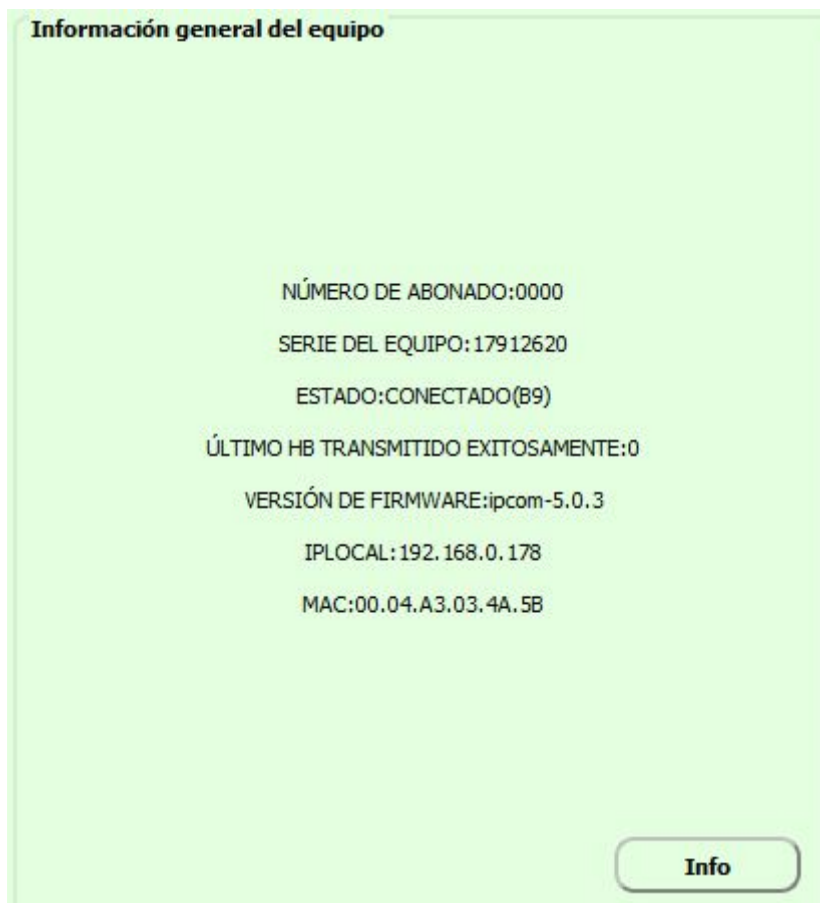 Información general del equipo
NÚMERO DE ABONADO:0000
SERIE DEL EQUIPO:17912620
ESTADO:CONECTADO(B9)
ÚLTIMO HB TRANSMITIDO EXITOSAMENTE:0
VERSIÓN DE FIRMWARE:ipcom-5.0.3
IPLOCAL:192.168.0.178
MAC:00.04.A3.03.4A.5B
Info